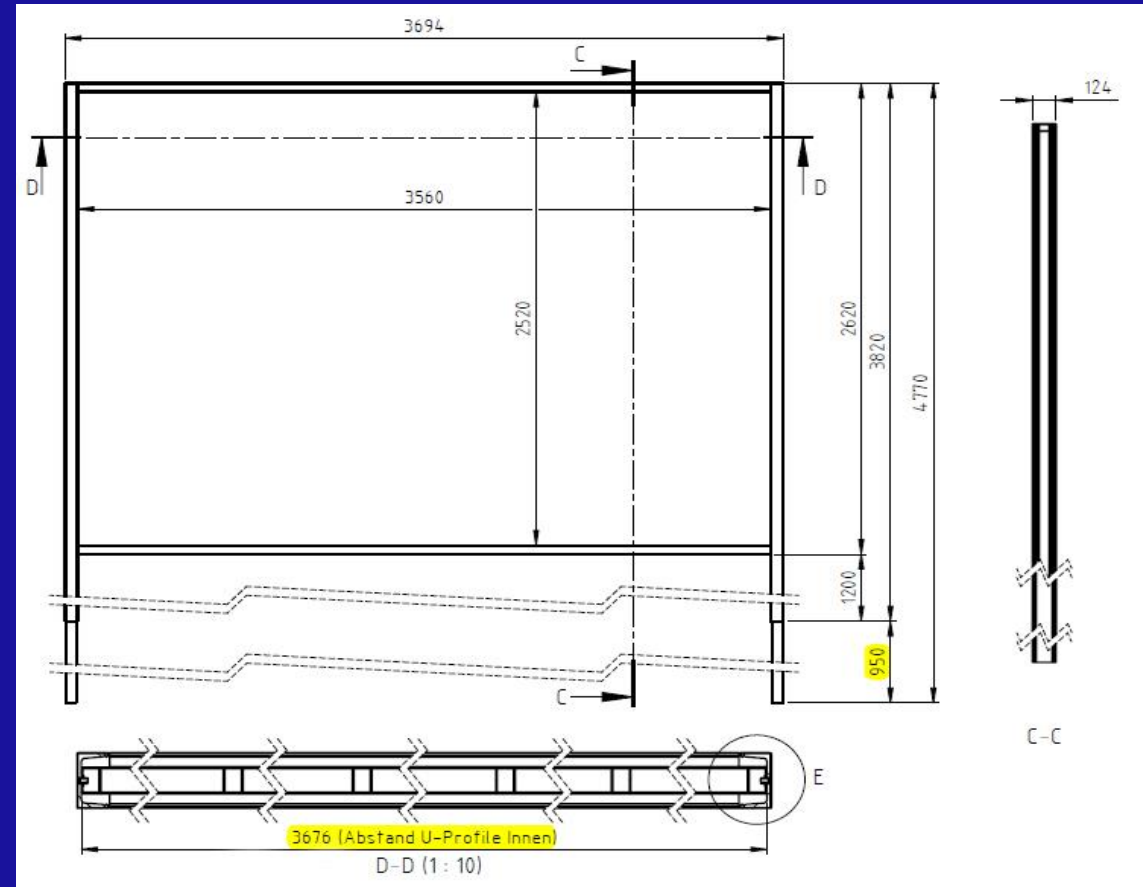 3694
C
124
D
D
3560
2520
2620
3820
4770
1200
950
C
C-C
E
3676 (Abstand U-Profile Innen)
D-D (1 : 10)